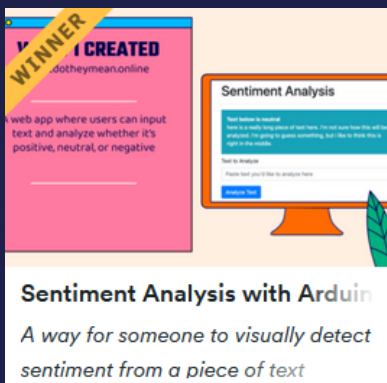 WINNER
I CREATED
dotheymean.online
web app where users can input
text and analyze whether it's
positive, neutral, or negative
Sentiment Analysis
Text below is neutral
here is a really long piece of text here. I'm not sure how this will be
analyzed. I'm going to guess something, but I like to think this is
right in the middle.
Text to Analyze
Paste text you'd like to analyze here
Analyze Text
Sentiment Analysis with Arduin
A way for someone to visually detect
sentiment from a piece of text